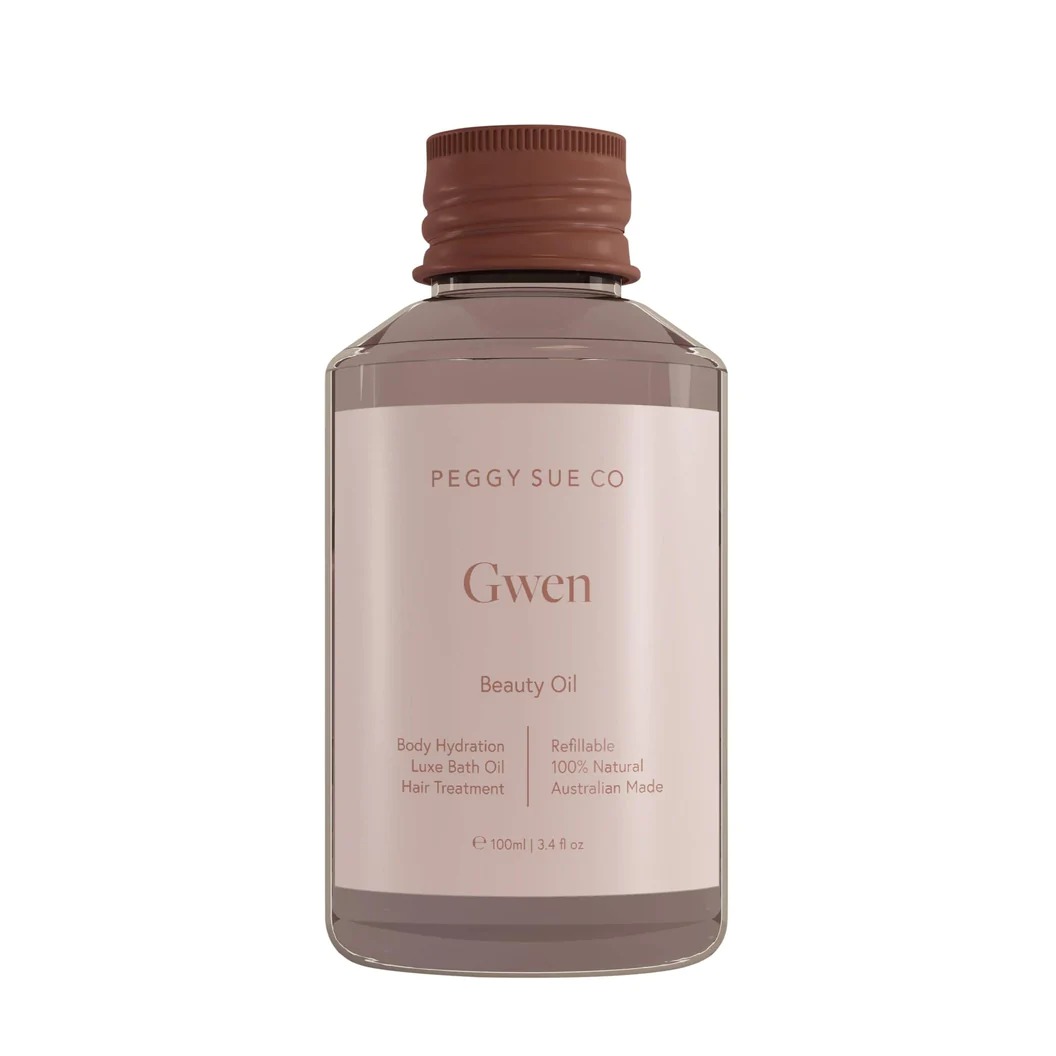 PEGGY SUE CO
Gwen
Beauty Oil
Body Hydration
Luxe Bath Oil
Hair Treatment
Refillable
100% Natural
Australian Made
℮ 100ml | 3.4 fl oz